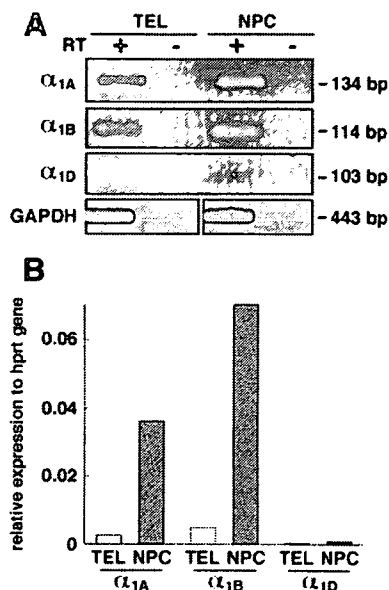 A
TEL NPC
RT + - + -
α1A - 134 bp
α1B - 114 bp
α1D - 103 bp
GAPDH - 443 bp
B
relative expression to hprt gene
0.06
0.04
0.02
0
TEL NPC TEL NPC TEL NPC
α1A α1B α1D